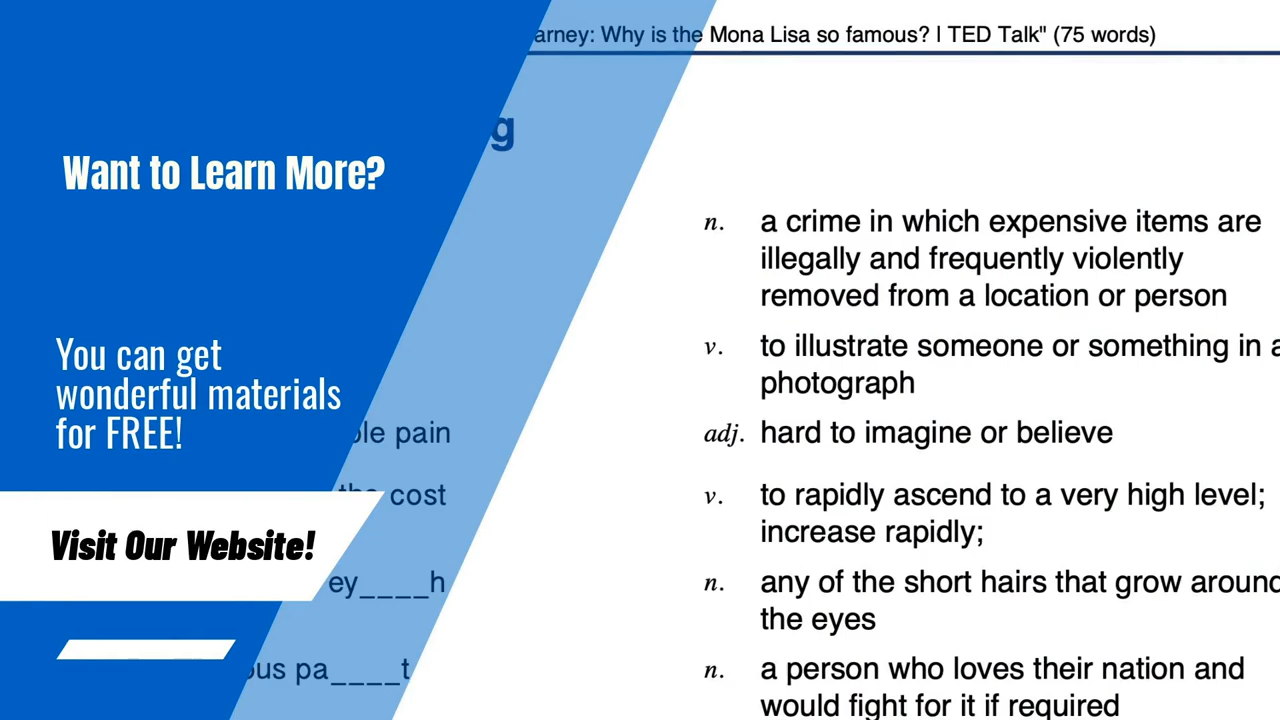 arney: Why is the Mona Lisa so famous? | TED Talk" (75 words)
g
Want to Learn More?
You can get
wonderful materials
for FREE!
Visit Our Website!
ble pain
the cost
ey____h
ous pa____t
n. a crime in which expensive items are
illegally and frequently violently
removed from a location or person
v. to illustrate someone or something in a
photograph
adj. hard to imagine or believe
v. to rapidly ascend to a very high level;
increase rapidly;
n. any of the short hairs that grow around
the eyes
n. a person who loves their nation and
would fight for it if required